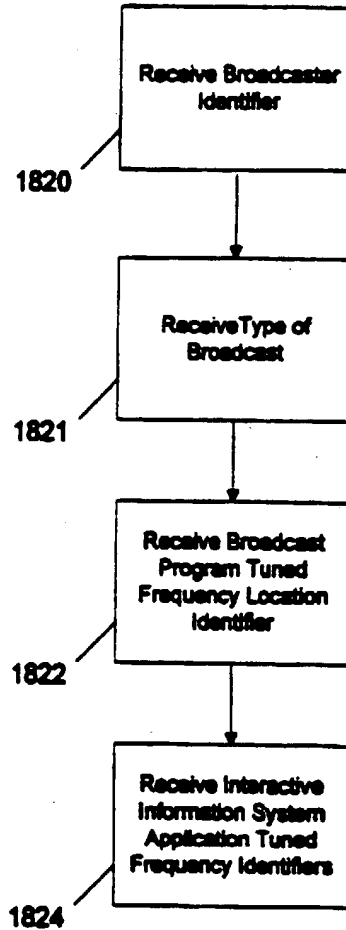 Receive Broadcaster
Identifier
1820
ReceiveType of
Broadcast
1821
Receive Broadcast
Program Tuned
Frequency Location
Identifier
1822
Receive Interactive
Information System
Application Tuned
Frequency Identifiers
1824